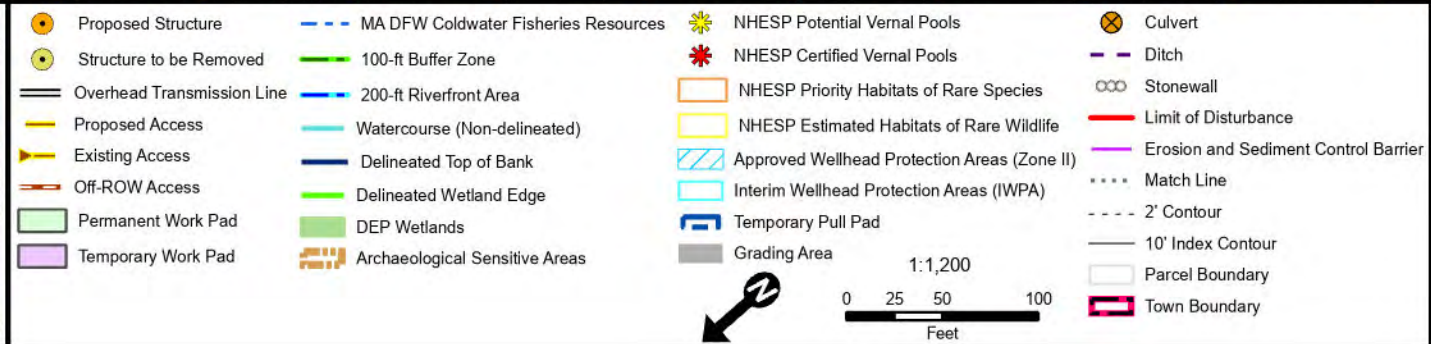 Proposed Structure
Structure to be Removed
Overhead Transmission Line
Proposed Access
Existing Access
Off-ROW Access
Permanent Work Pad
Temporary Work Pad
MA DFW Coldwater Fisheries Resources
100-ft Buffer Zone
200-ft Riverfront Area
Watercourse (Non-delineated)
Delineated Top of Bank
Delineated Wetland Edge
DEP Wetlands
Archaeological Sensitive Areas
NHESP Potential Vernal Pools
NHESP Certified Vernal Pools
NHESP Priority Habitats of Rare Species
NHESP Estimated Habitats of Rare Wildlife
Approved Wellhead Protection Areas (Zone II)
Interim Wellhead Protection Areas (IWPA)
Temporary Pull Pad
Grading Area
N
1:1,200
0 25 50 100
Feet
Culvert
Ditch
Stonewall
Limit of Disturbance
Erosion and Sediment Control Barrier
Match Line
2' Contour
10' Index Contour
Parcel Boundary
Town Boundary